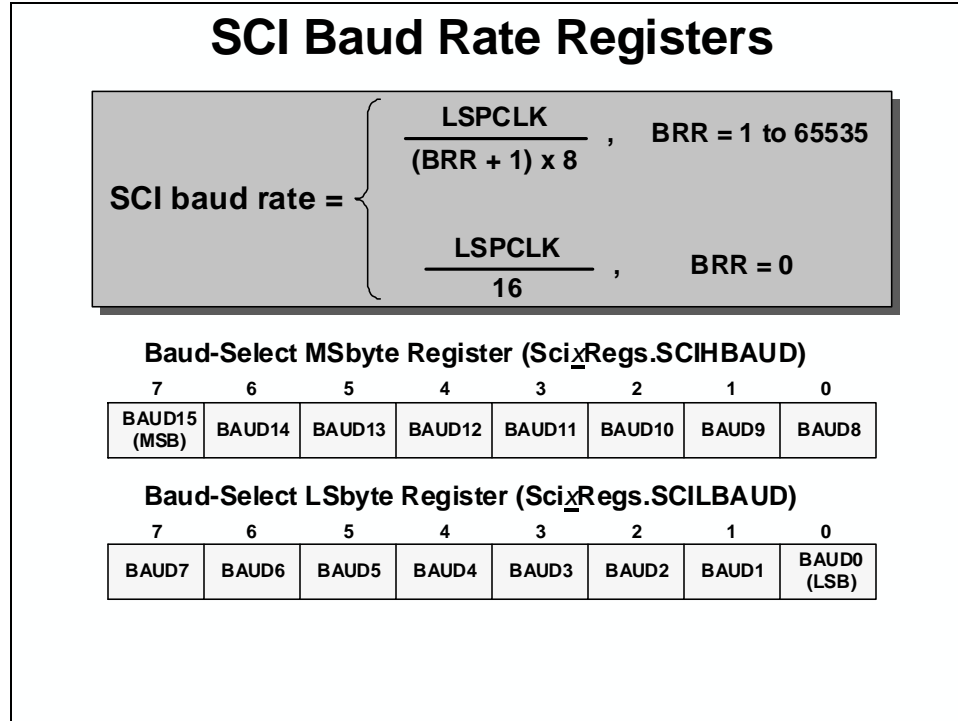 SCI Baud Rate Registers
SCI baud rate =
LSPCLK
(BRR + 1) x 8
, BRR = 1 to 65535
LSPCLK
16
, BRR = 0
Baud-Select MSbyte Register (ScixRegs.SCIHBAUD)
7 6 5 4 3 2 1 0
BAUD15 (MSB) BAUD14 BAUD13 BAUD12 BAUD11 BAUD10 BAUD9 BAUD8
Baud-Select LSbyte Register (ScixRegs.SCILBAUD)
7 6 5 4 3 2 1 0
BAUD7 BAUD6 BAUD5 BAUD4 BAUD3 BAUD2 BAUD1 BAUD0 (LSB)